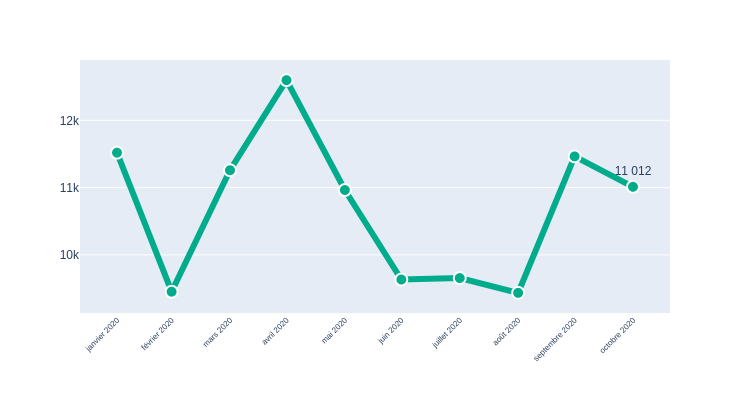 12k
11k
10k
11 012
janvier 2020
février 2020
mars 2020
avril 2020
mai 2020
juin 2020
juillet 2020
août 2020
septembre 2020
octobre 2020